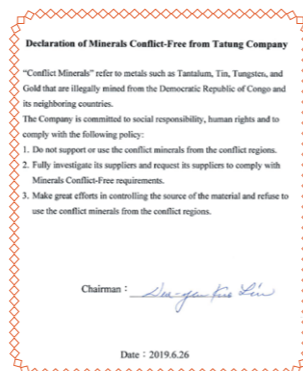 Declaration of Minerals Conflict-Free from Tatung Company
“Conflict Minerals” refer to metals such as Tantalum, Tin, Tungsten, and
Gold that are illegally mined from the Democratic Republic of Congo and
its neighboring countries.
The Company is committed to social responsibility, human rights and to
comply with the following policy:
1. Do not support or use the conflict minerals from the conflict regions.
2. Fully investigate its suppliers and request its suppliers to comply with
Minerals Conflict-Free requirements.
3. Make great efforts in controlling the source of the material and refuse to
use the conflict minerals from the conflict regions.
Chairman : Lin
Date : 2019.6.26